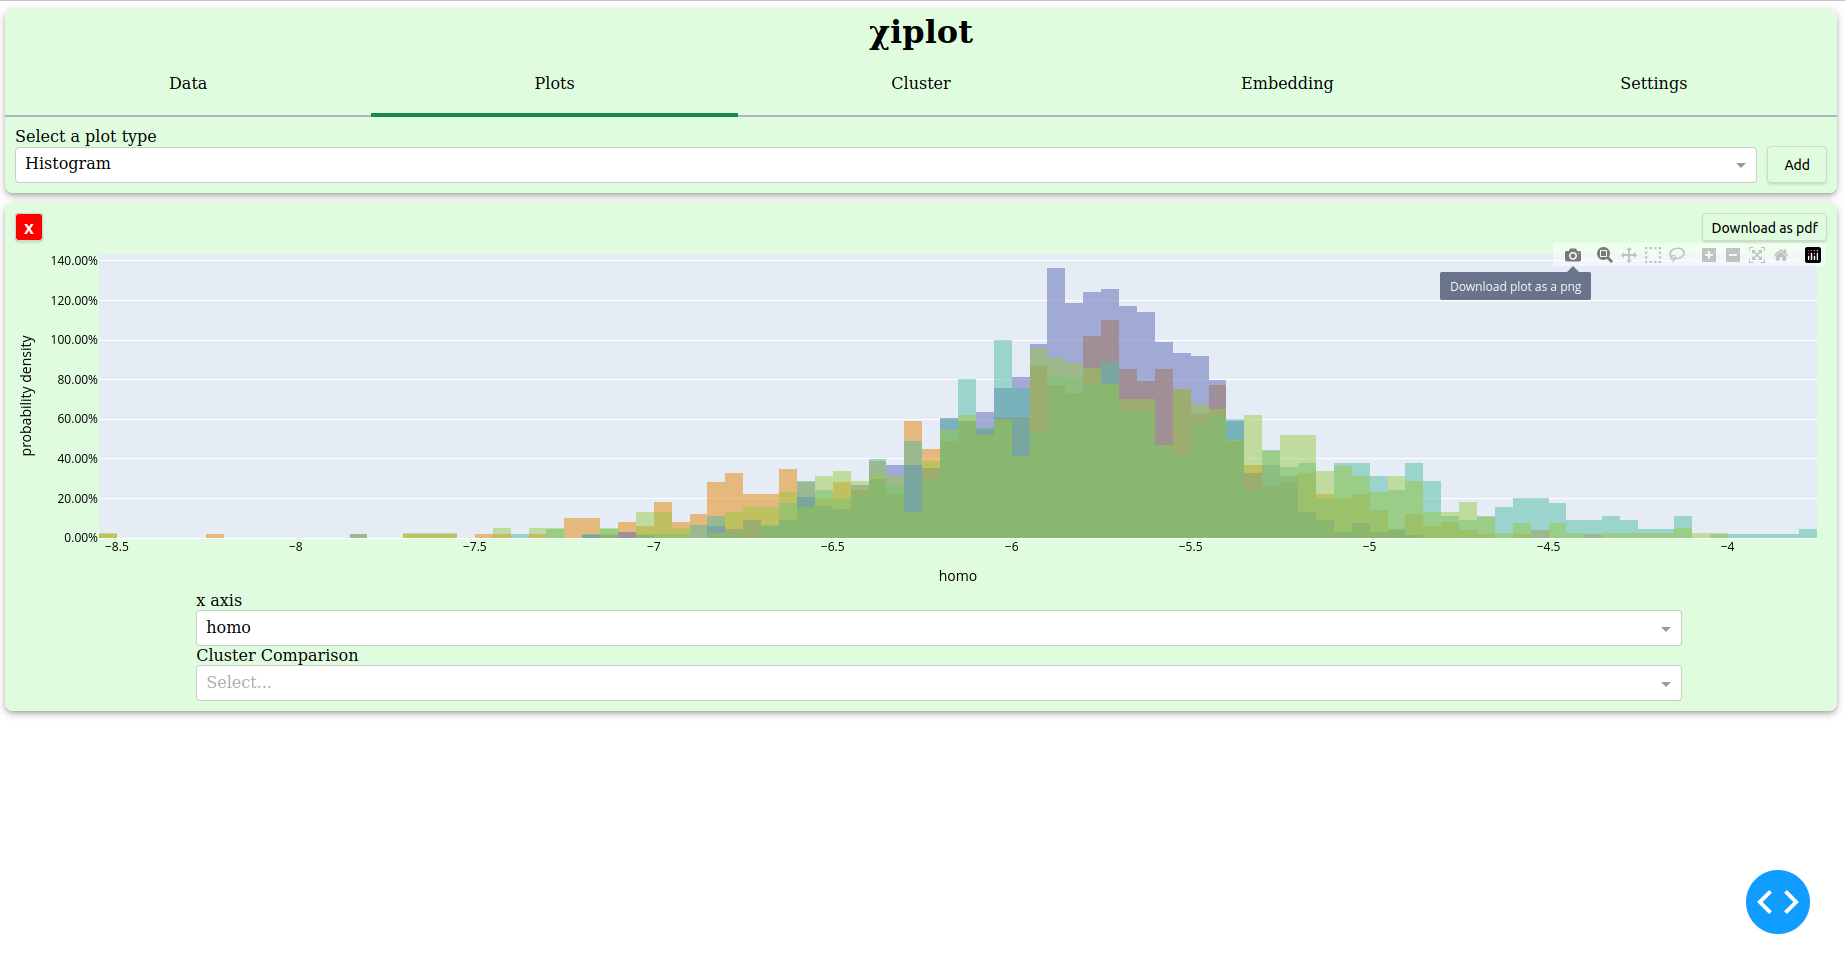 χiplot
Data
Plots
Cluster
Embedding
Settings
Select a plot type
Histogram
Add
x
Download as pdf
Download plot as a png
140.00%
120.00%
100.00%
80.00%
60.00%
40.00%
20.00%
0.00%
probability density
−8.5
−8
−7.5
−7
−6.5
−6
−5.5
−5
−4.5
−4
homo
x axis
homo
Cluster Comparison
Select...